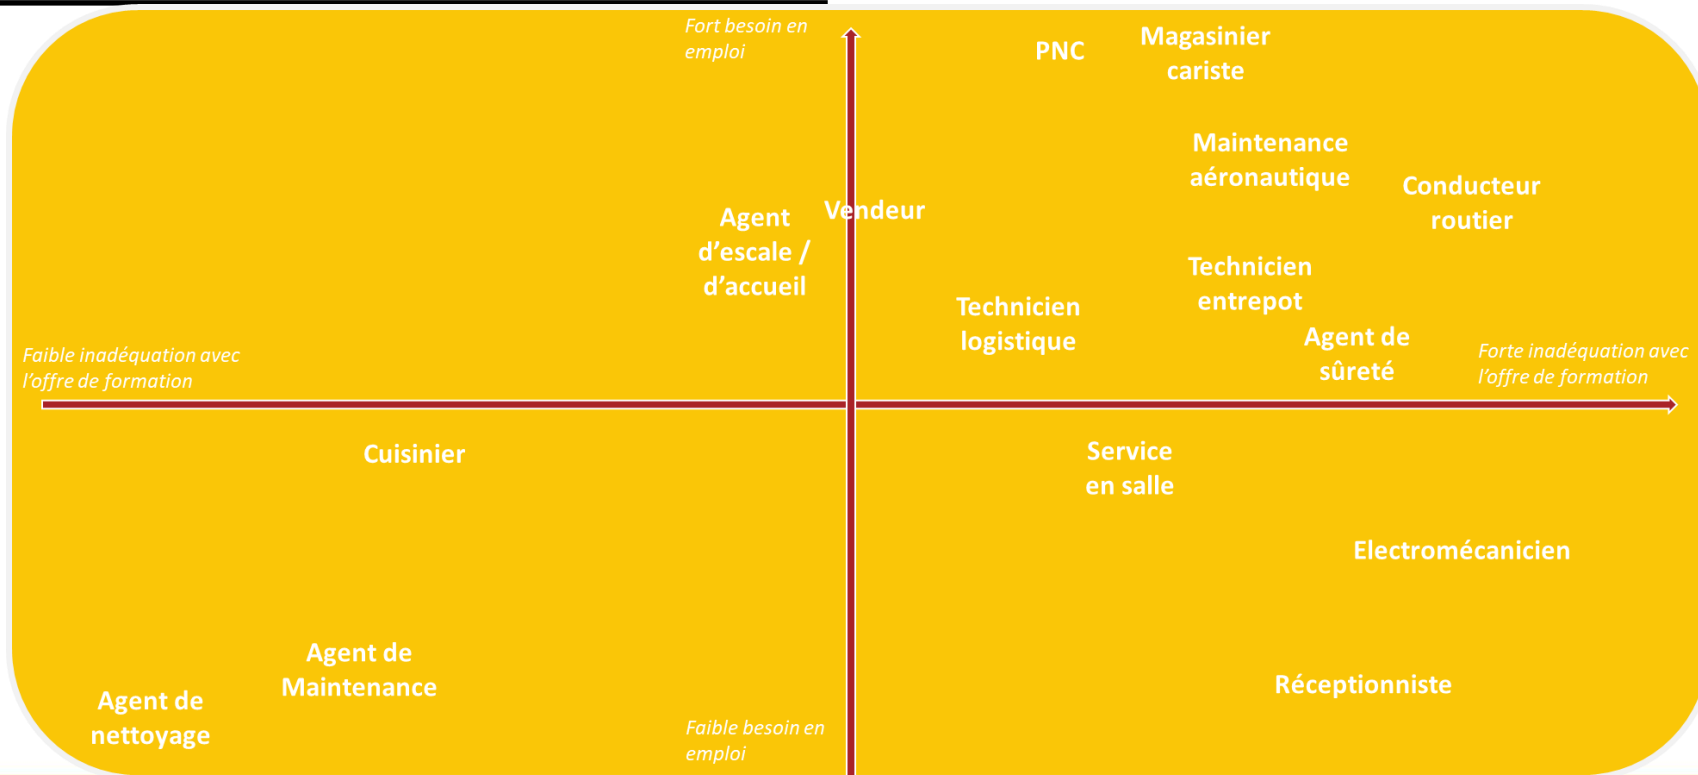 Fort besoin en
emploi
PNC
Magasinier
cariste
Maintenance
aéronautique
Conducteur
routier
Agent
d’escale /
d’accueil
Vendeur
Technicien
entrepot
Technicien
logistique
Agent de
sûreté
Faible inadéquation avec
l’offre de formation
Forte inadéquation avec
l’offre de formation
Cuisinier
Service
en salle
Electromécanicien
Agent de
Maintenance
Réceptionniste
Agent de
nettoyage
Faible besoin en
emploi